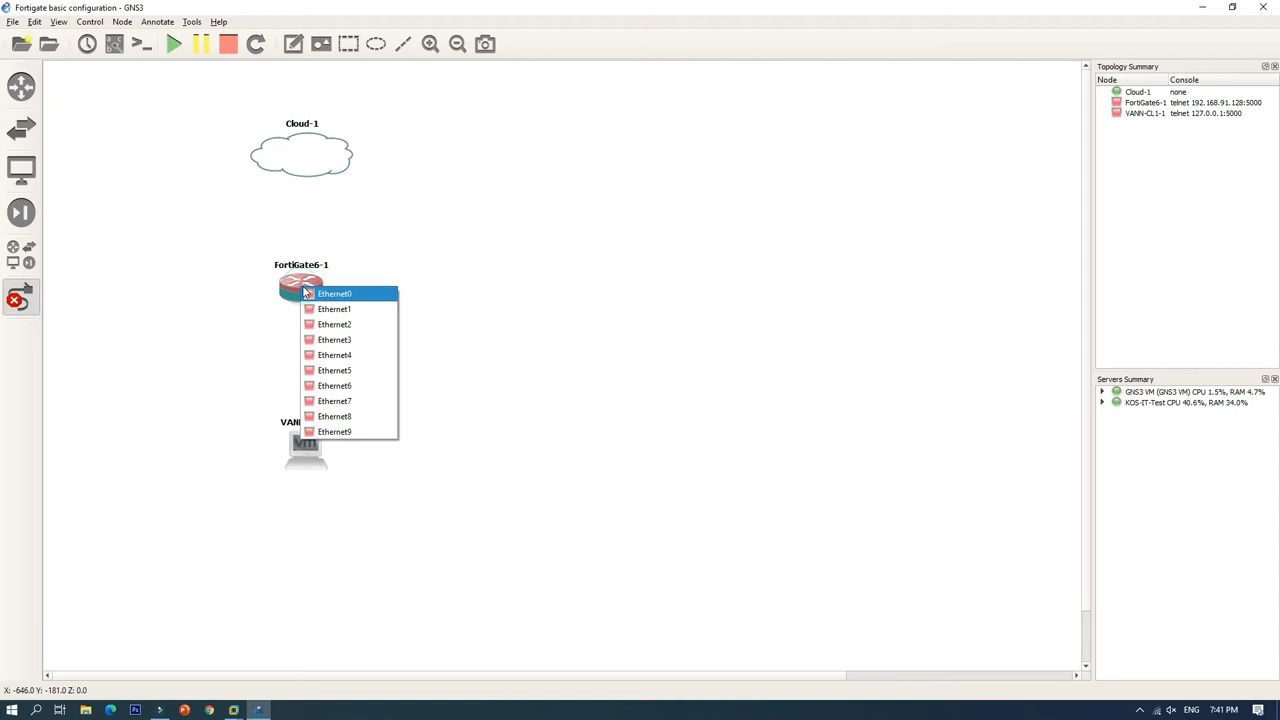 Fortigate basic configuration - GNS3
File Edit View Control Node Annotate Tools Help
Topology Summary
Node Console
Cloud-1 none
FortiGate6-1 telnet 192.168.91.128:5000
VANN-CL1-1 telnet 127.0.0.1:5000
Cloud-1
FortiGate6-1
Ethernet0
Ethernet1
Ethernet2
Ethernet3
Ethernet4
Ethernet5
Ethernet6
Ethernet7
Ethernet8
Ethernet9
VANN
vm
Servers Summary
GNS3 VM (GNS3 VM) CPU 1.5%, RAM 4.7%
KOS-IT-Test CPU 40.6%, RAM 34.0%
X: -646.0 Y: -181.0 Z: 0.0
ENG 7:41 PM